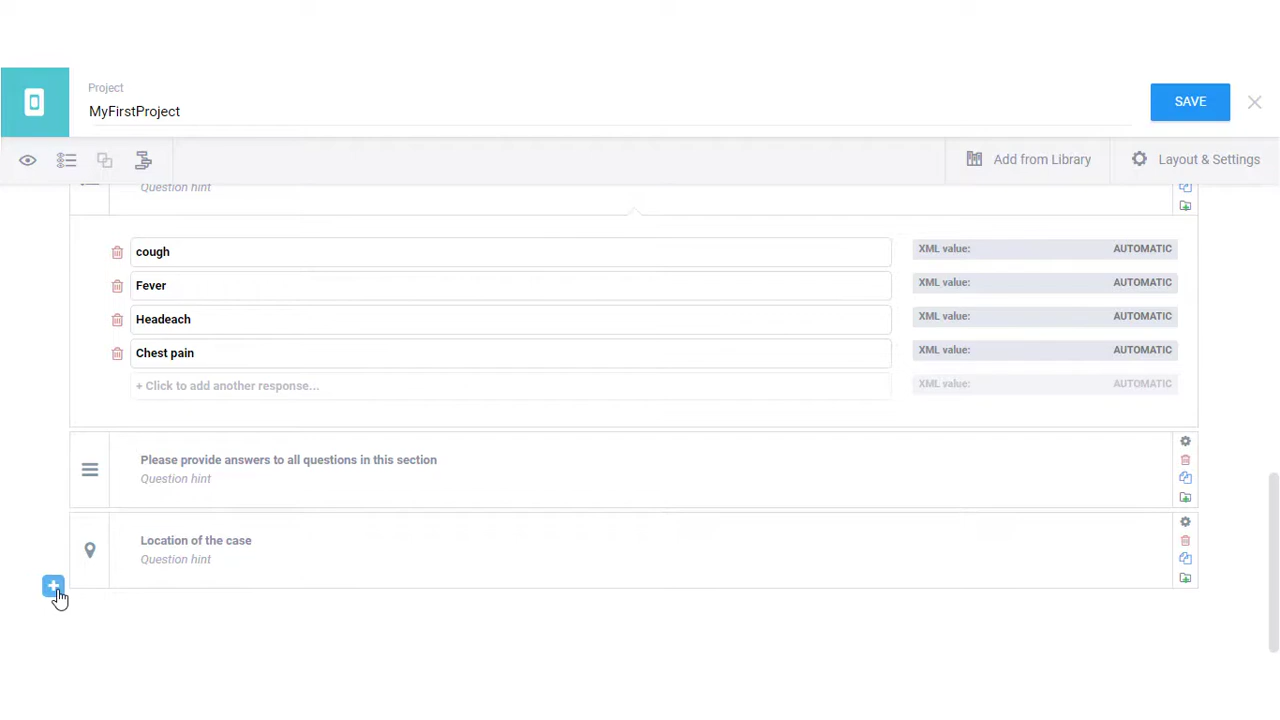 Project
MyFirstProject
SAVE
Add from Library
Layout & Settings
Question hint
cough
XML value:
AUTOMATIC
Fever
XML value:
AUTOMATIC
Headeach
XML value:
AUTOMATIC
Chest pain
XML value:
AUTOMATIC
+ Click to add another response...
XML value:
AUTOMATIC
Please provide answers to all questions in this section
Question hint
Location of the case
Question hint